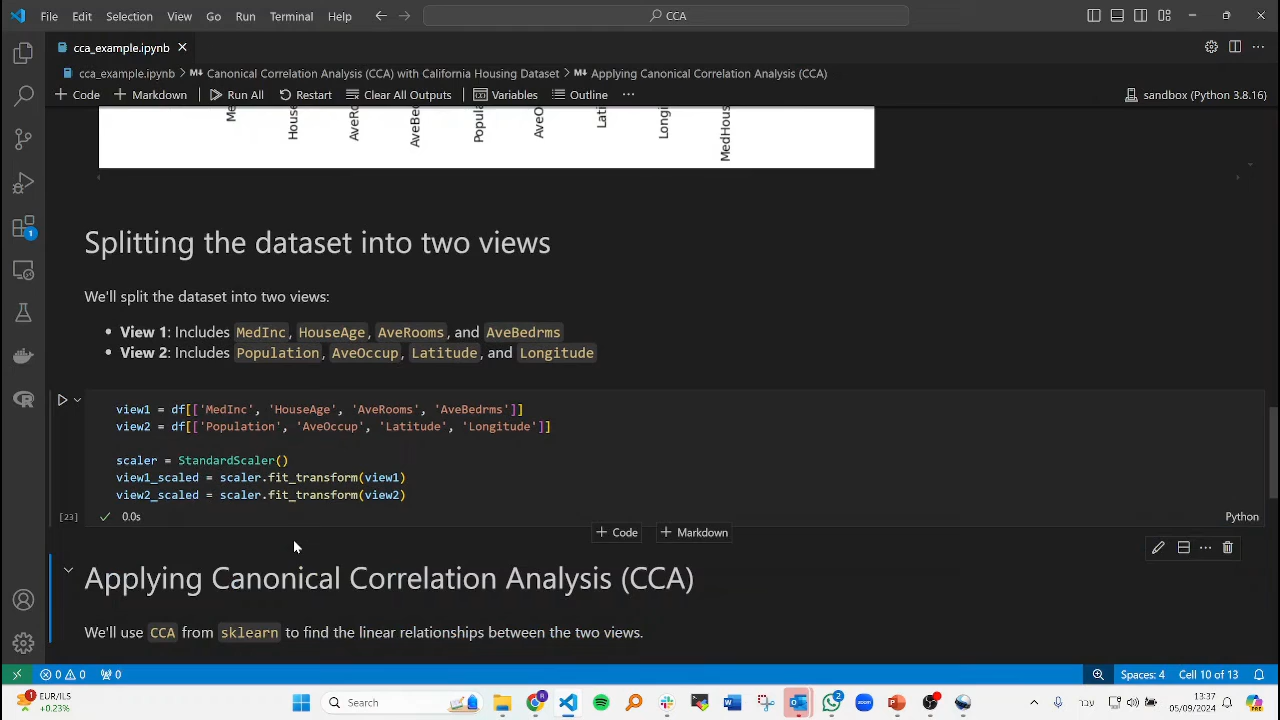 File Edit Selection View Go Run Terminal Help
CCA
cca_example.ipynb
cca_example.ipynb > M↓ Canonical Correlation Analysis (CCA) with California Housing Dataset > M↓ Applying Canonical Correlation Analysis (CCA)
+ Code + Markdown Run All Restart Clear All Outputs Variables Outline ...
sandbox (Python 3.8.16)
Splitting the dataset into two views
We'll split the dataset into two views:
• View 1: Includes MedInc, HouseAge, AveRooms, and AveBedrms
• View 2: Includes Population, AveOccup, Latitude, and Longitude
view1 = df[['MedInc', 'HouseAge', 'AveRooms', 'AveBedrms']]
view2 = df[['Population', 'AveOccup', 'Latitude', 'Longitude']]
scaler = StandardScaler()
view1_scaled = scaler.fit_transform(view1)
view2_scaled = scaler.fit_transform(view2)
[23] 0.0s
Python
+ Code + Markdown
Applying Canonical Correlation Analysis (CCA)
We'll use CCA from sklearn to find the linear relationships between the two views.
0 0 0
Spaces: 4 Cell 10 of 13
EUR/ILS
+0.23%
Search
13:37
05/09/2024